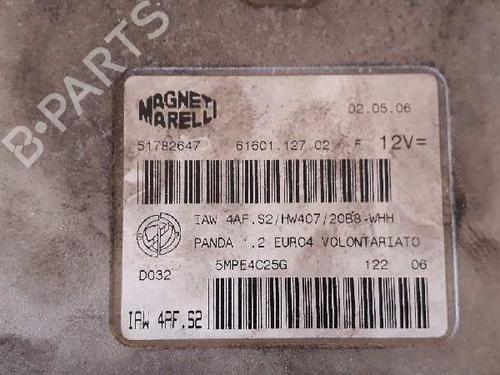 B-PARTS
MAGNETI MARELLI
02.05.06
51782647 61601.127.02 F 12V=
IAW 4AF.S2/HW407/20B8-WHH
PANDA 1.2 EURO4 VOLONTARIATO
D032 5MPE4C25G 122 06
IAW 4AF.S2